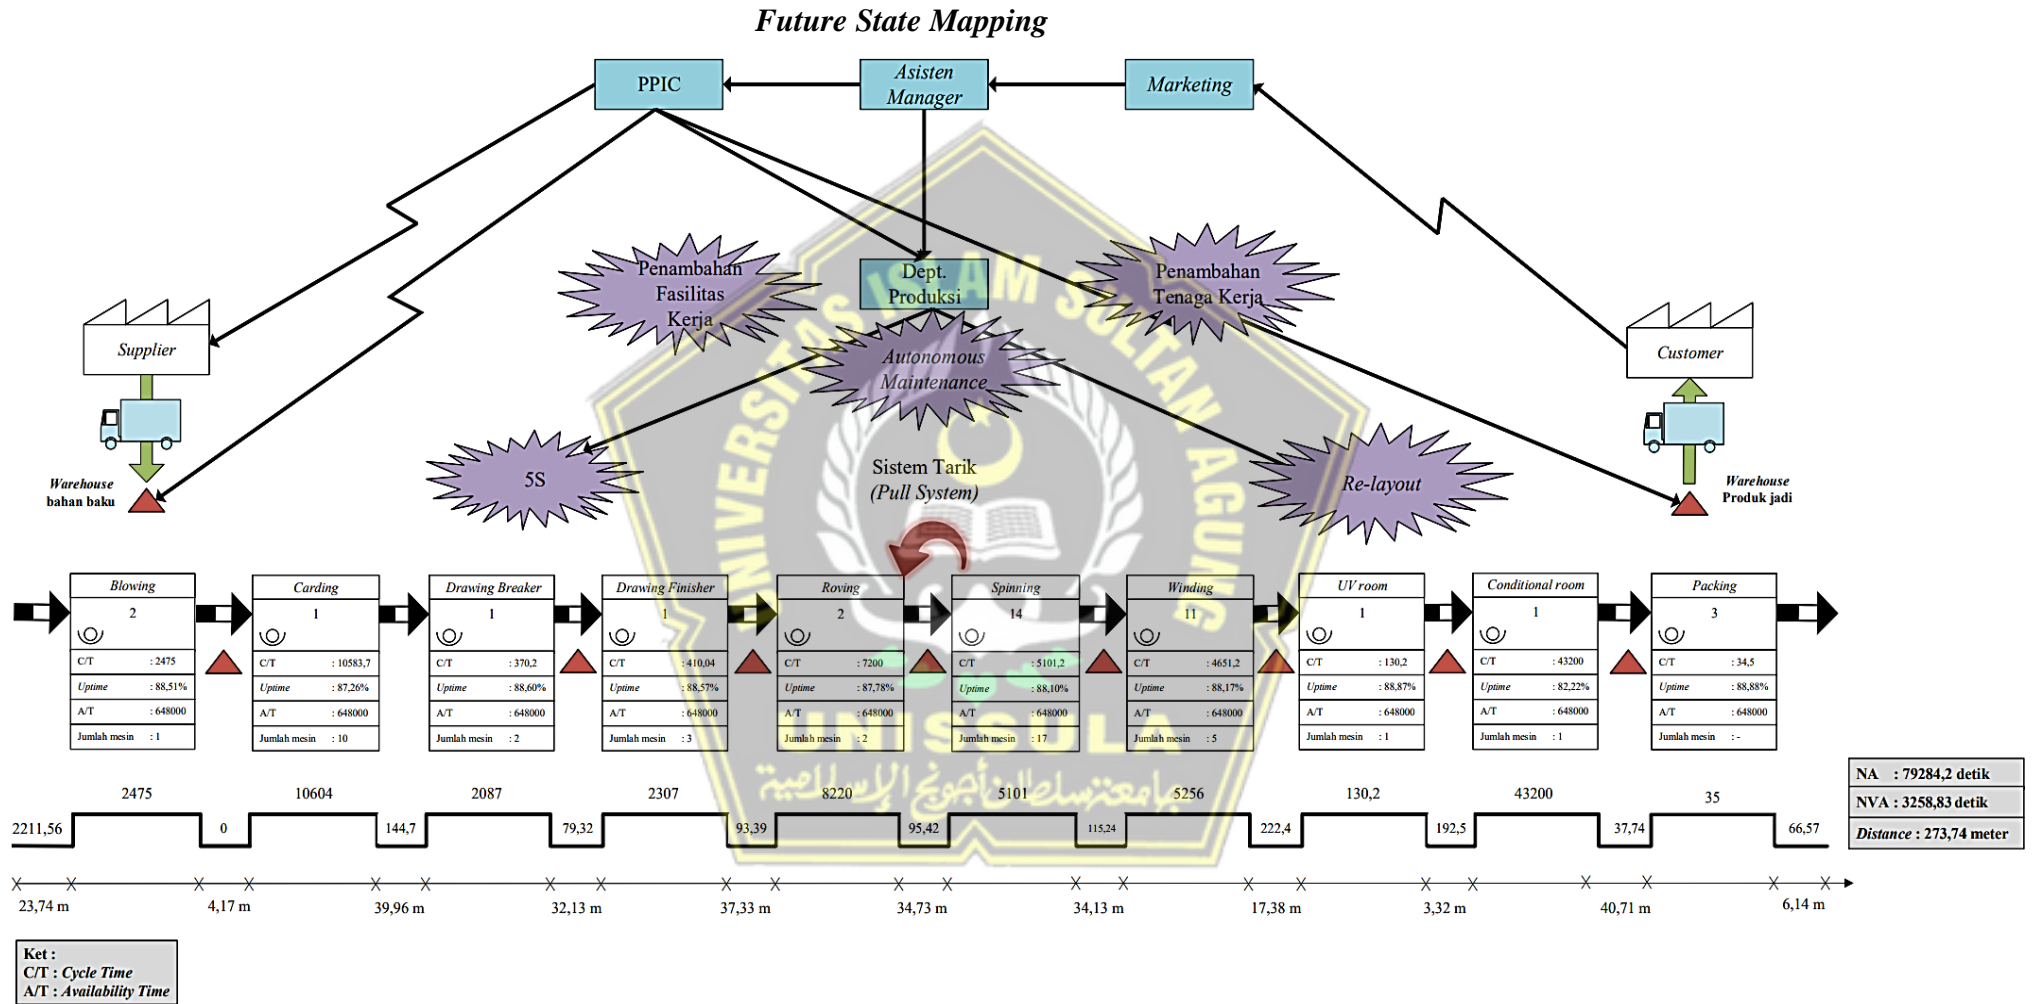 Future State Mapping
PPIC
Asisten
Manager
Marketing
Penambahan
Fasilitas
Kerja
Dept.
Produksi
Penambahan
Tenaga Kerja
Autonomous
Maintenance
Supplier
Customer
5S
Sistem Tarik
(Pull System)
Re-layout
Warehouse
bahan baku
Warehouse
Produk jadi
UNIVERSITAS ISLAM SULTAN AGUNG
UNISSULA
جامعتنسلطان أجونج الإسلامية
Blowing
2
C/T : 2475
Uptime : 88,51%
A/T : 648000
Jumlah mesin : 1
Carding
1
C/T : 10583,7
Uptime : 87,26%
A/T : 648000
Jumlah mesin : 10
Drawing Breaker
1
C/T : 370,2
Uptime : 88,60%
A/T : 648000
Jumlah mesin : 2
Drawing Finisher
1
C/T : 410,04
Uptime : 88,57%
A/T : 648000
Jumlah mesin : 3
Roving
2
C/T : 7200
Uptime : 87,78%
A/T : 648000
Jumlah mesin : 2
Spinning
14
C/T : 5101,2
Uptime : 88,10%
A/T : 648000
Jumlah mesin : 17
Winding
11
C/T : 4651,2
Uptime : 88,17%
A/T : 648000
Jumlah mesin : 5
UV room
1
C/T : 130,2
Uptime : 88,87%
A/T : 648000
Jumlah mesin : 1
Conditional room
1
C/T : 43200
Uptime : 82,22%
A/T : 648000
Jumlah mesin : 1
Packing
3
C/T : 34,5
Uptime : 88,88%
A/T : 648000
Jumlah mesin : -
2475 10604 2087 2307 8220 5101 5256 130,2 43200 35
2211,56 0 144,7 79,32 93,39 95,42 115,24 222,4 192,5 37,74 66,57
NA : 79284,2 detik
NVA : 3258,83 detik
Distance : 273,74 meter
23,74 m 4,17 m 39,96 m 32,13 m 37,33 m 34,73 m 34,13 m 17,38 m 3,32 m 40,71 m 6,14 m
Ket :
C/T : Cycle Time
A/T : Availability Time